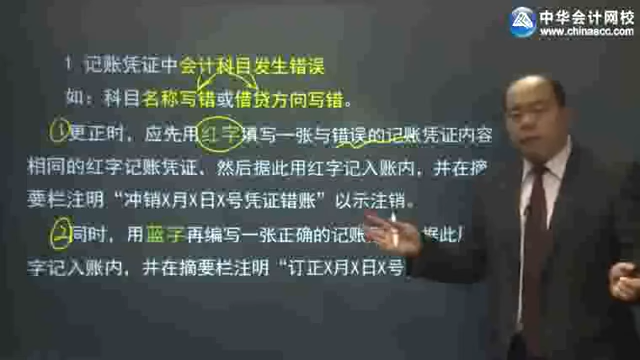 中华会计网校
www.chinaacc.com
1 记账凭证中会计科目发生错误
如：科目名称写错或借贷方向写错。
①更正时，应先用红字填写一张与错误的记账凭证内容
相同的红字记账凭证，然后据此用红字记入账内，并在摘
要栏注明“冲销X月X日X号凭证错账”以示注销。
②同时，用蓝字再编写一张正确的记账 据此
字记入账内，并在摘要栏注明“订正X月X日X号